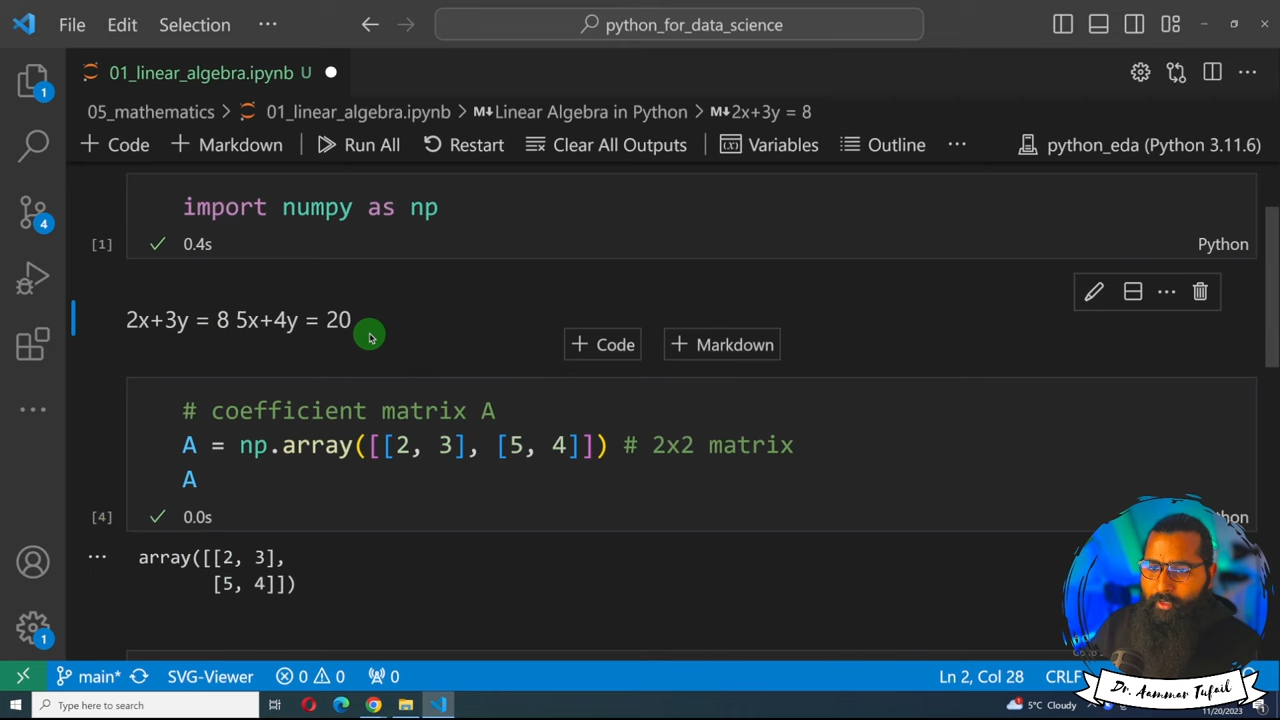 File Edit Selection ··· python_for_data_science
01_linear_algebra.ipynb U
05_mathematics > 01_linear_algebra.ipynb > M↓Linear Algebra in Python > M↓2x+3y = 8
+ Code + Markdown Run All Restart Clear All Outputs Variables Outline ··· python_eda (Python 3.11.6)
import numpy as np
[1] 0.4s Python
2x+3y = 8 5x+4y = 20
+ Code + Markdown
# coefficient matrix A
A = np.array([[2, 3], [5, 4]]) # 2x2 matrix
A
[4] 0.0s
array([[2, 3],
[5, 4]])
main* SVG-Viewer 0 0 0 Ln 2, Col 28 CRLF
Type here to search 5°C Cloudy 11/20/2023
Dr. Aammar Tufail
1
4
1